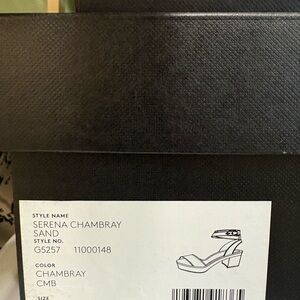 STYLE NAME
SERENA CHAMBRAY
SAND
STYLE NO.
G5257 11000148
COLOR
CHAMBRAY
CMB
SIZE